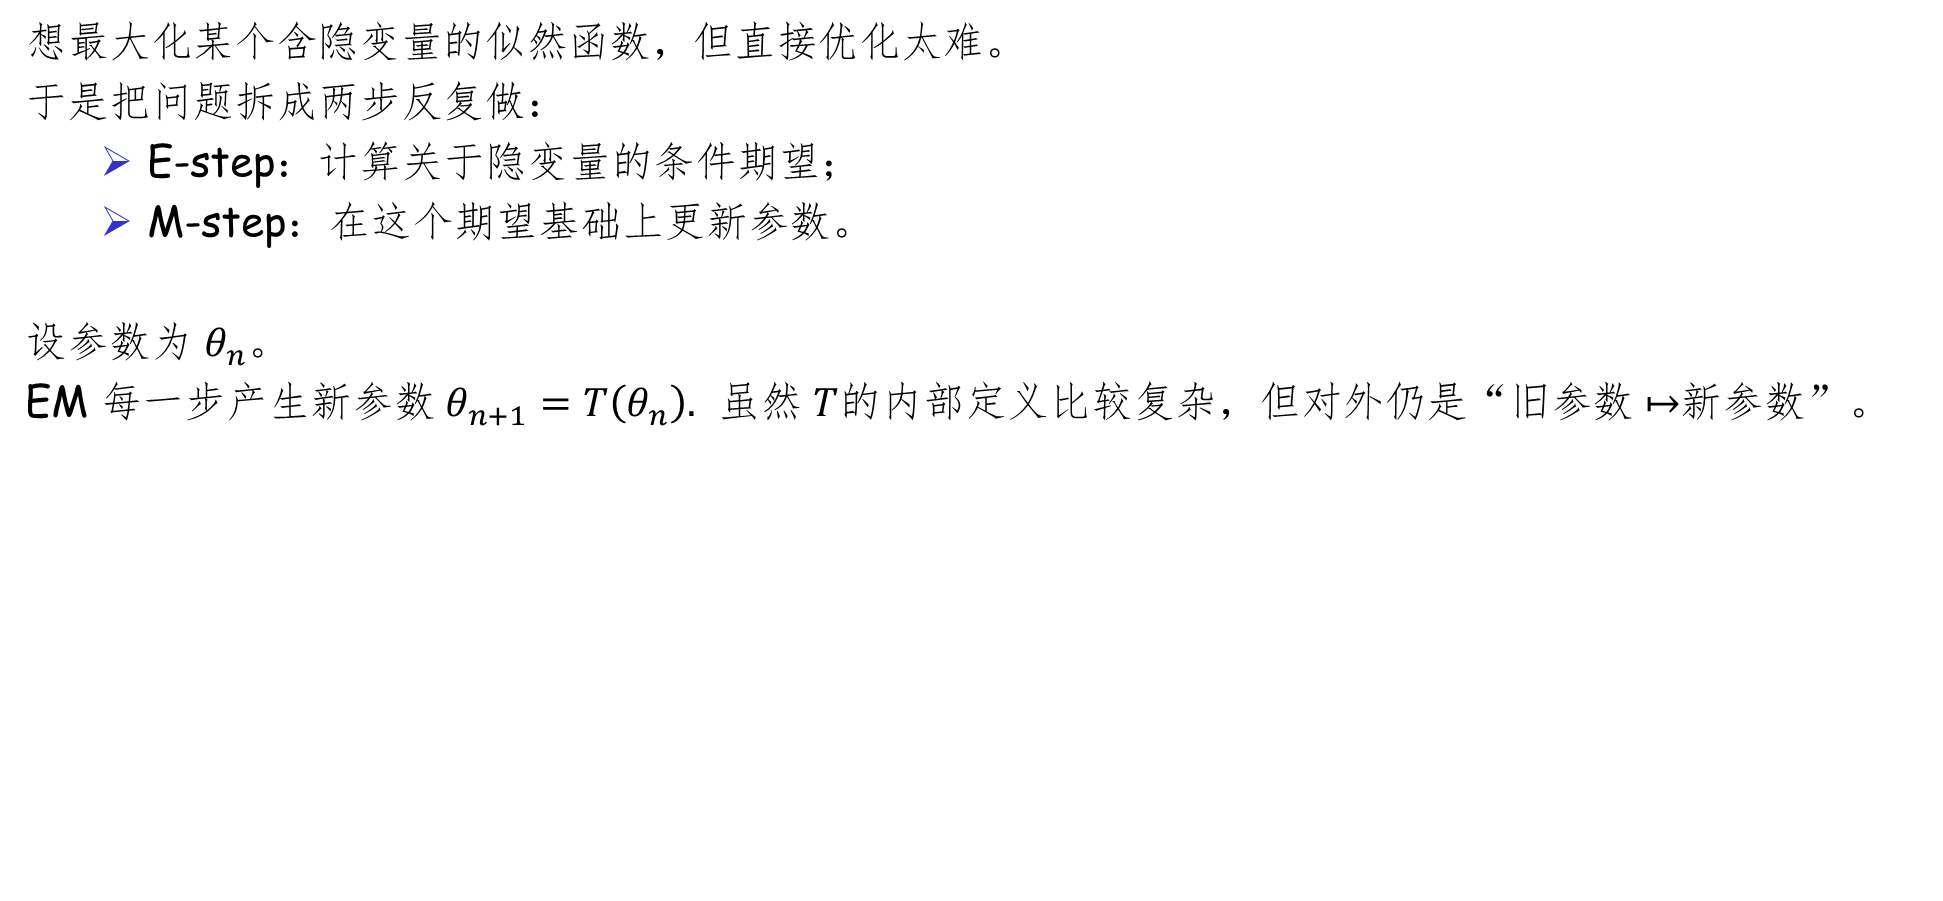 想最大化某个含隐变量的似然函数，但直接优化太难。
于是把问题拆成两步反复做：
➢ E-step：计算关于隐变量的条件期望；
➢ M-step：在这个期望基础上更新参数。
设参数为 θₙ。
EM 每一步产生新参数 θₙ₊₁ = T(θₙ). 虽然 T的内部定义比较复杂，但对外仍是“旧参数 ↦新参数”。